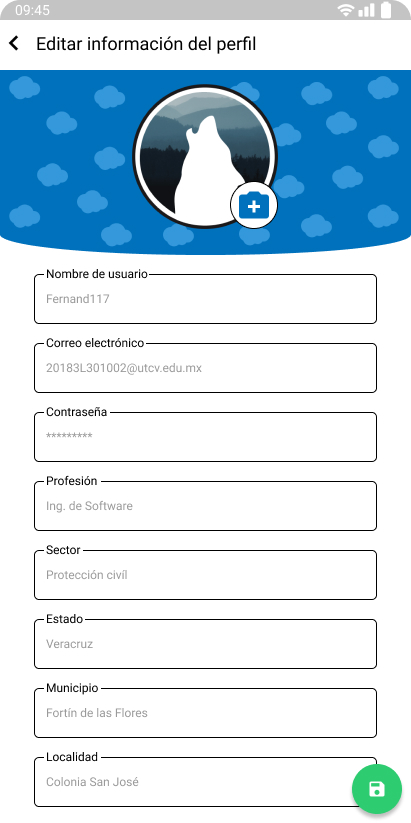 09:45
Editar información del perfil
Nombre de usuario
Fernand117
Correo electrónico
20183L301002@utcv.edu.mx
Contraseña
*********
Profesión
Ing. de Software
Sector
Protección civíl
Estado
Veracruz
Municipio
Fortín de las Flores
Localidad
Colonia San José